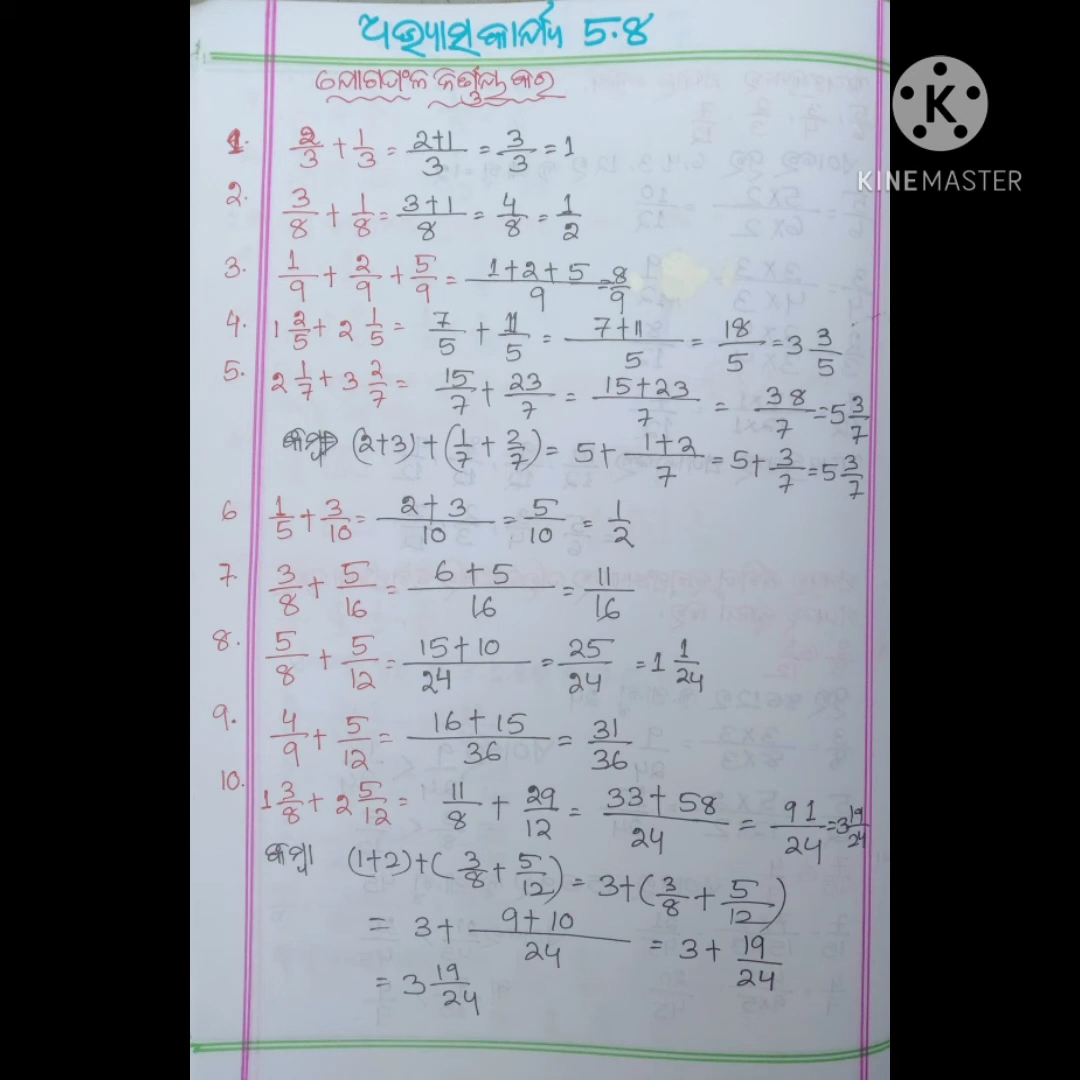 ଅଭ୍ୟାସ କାର୍ଯ୍ୟ 5.୪
ଯୋଗଫଳ ନିର୍ଣ୍ଣୟ କର
KINEMASTER
1. 2/3 + 1/3 = 2+1/3 = 3/3 = 1
2. 3/8 + 1/8 = 3+1/8 = 4/8 = 1/2
3. 1/9 + 2/9 + 5/9 = 1+2+5/9 = 8/9
4. 1 2/5 + 2 1/5 = 7/5 + 11/5 = 7+11/5 = 18/5 = 3 3/5
5. 2 1/7 + 3 2/7 = 15/7 + 23/7 = 15+23/7 = 38/7 = 5 3/7
(2+3) + (1/7 + 2/7) = 5 + 1+2/7 = 5 + 3/7 = 5 3/7
6 1/5 + 3/10 = 2+3/10 = 5/10 = 1/2
7 3/8 + 5/16 = 6+5/16 = 11/16
8. 5/8 + 5/12 = 15+10/24 = 25/24 = 1 1/24
9. 4/9 + 5/12 = 16+15/36 = 31/36
10. 1 3/8 + 2 5/12 = 11/8 + 29/12 = 33+58/24 = 91/24 = 3 19/24
କିମ୍ବା (1+2) + (3/8 + 5/12) = 3 + (3/8 + 5/12)
= 3 + 9+10/24 = 3 + 19/24
= 3 19/24